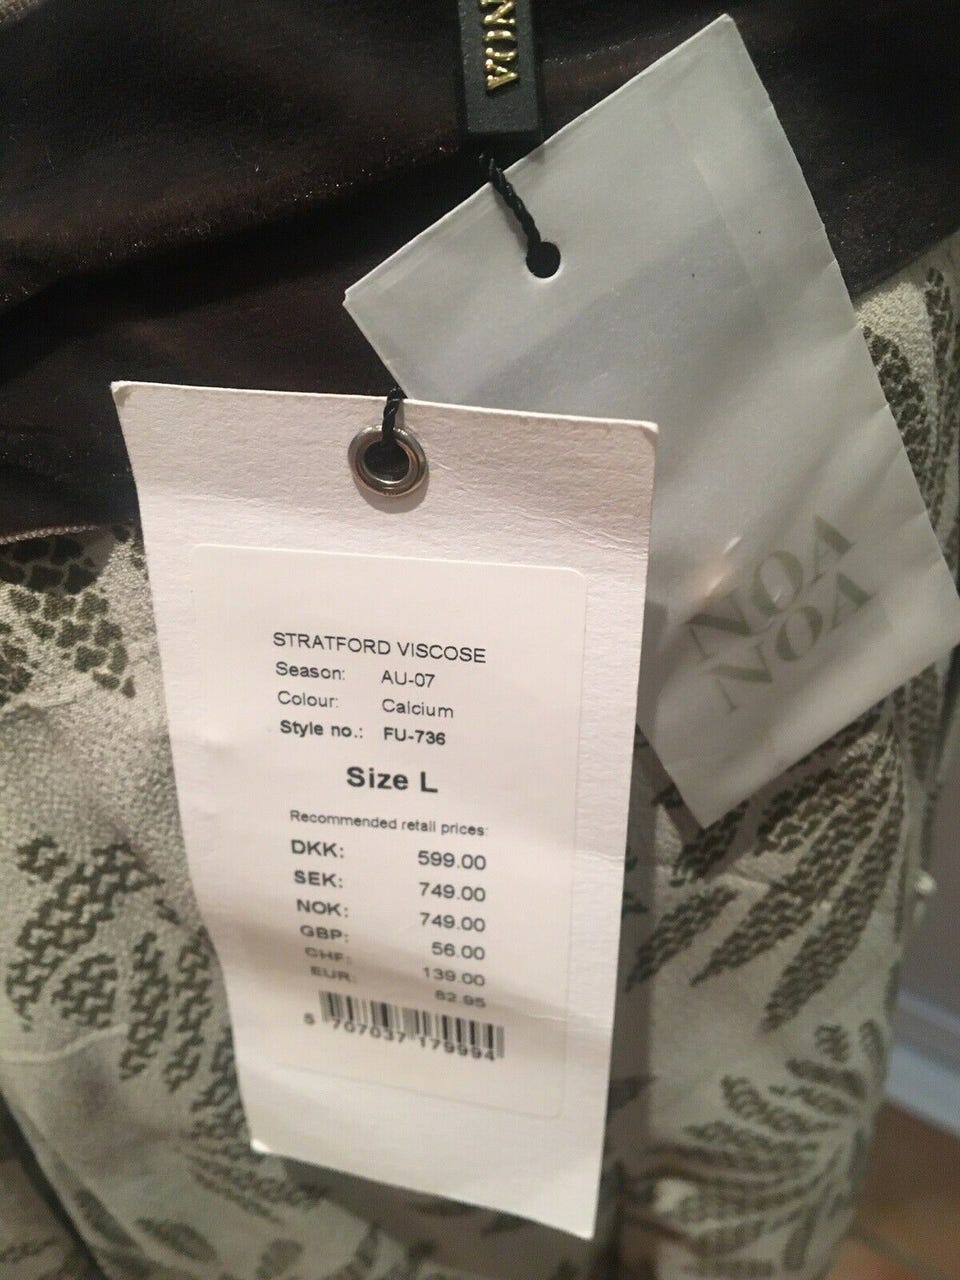 NOA
NOA
NOA
STRATFORD VISCOSE
Season: AU-07
Colour: Calcium
Style no.: FU-736
Size L
Recommended retail prices:
DKK: 599.00
SEK: 749.00
NOK: 749.00
GBP: 56.00
CHF: 139.00
EUR: 82.95
5 707037 179994